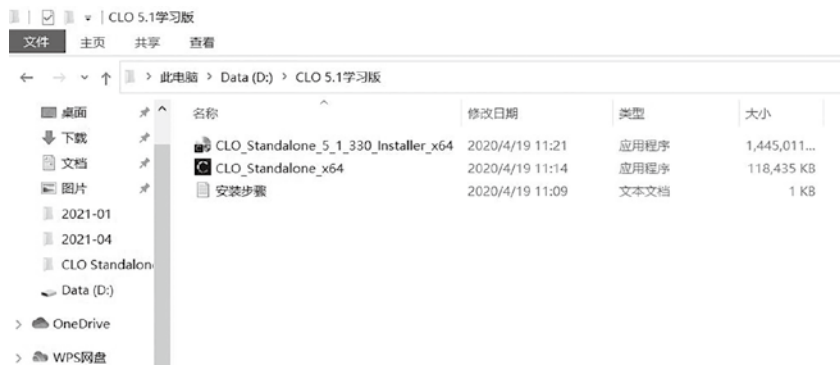 CLO 5.1学习版
文件 主页 共享 查看
此电脑 > Data (D:) > CLO 5.1学习版
名称 修改日期 类型 大小
桌面
下载
文档
图片
2021-01
2021-04
CLO Standalon
Data (D:)
OneDrive
WPS网盘
CLO_Standalone_5_1_330_Installer_x64 2020/4/19 11:21 应用程序 1,445,011...
CLO_Standalone_x64 2020/4/19 11:14 应用程序 118,435 KB
安装步骤 2020/4/19 11:09 文本文档 1 KB